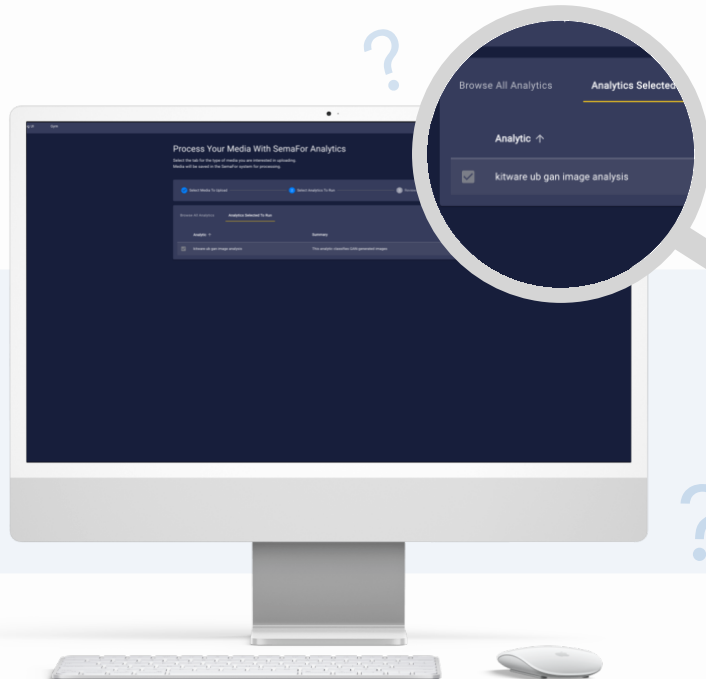 Process Your Media With SemaFor Analytics
Select the tab for the type of media you are interested in uploading.
Media will be saved in the SemaFor system for processing.
Select Media To Upload
Select Analytics To Run
Browse All Analytics
Analytics Selected To Run
Analytic ↑
Summary
kitware ub gan image analysis
This analytic classifies GAN generated images.
Browse All Analytics
Analytics Selected
Analytic ↑
kitware ub gan image analysis
?
?